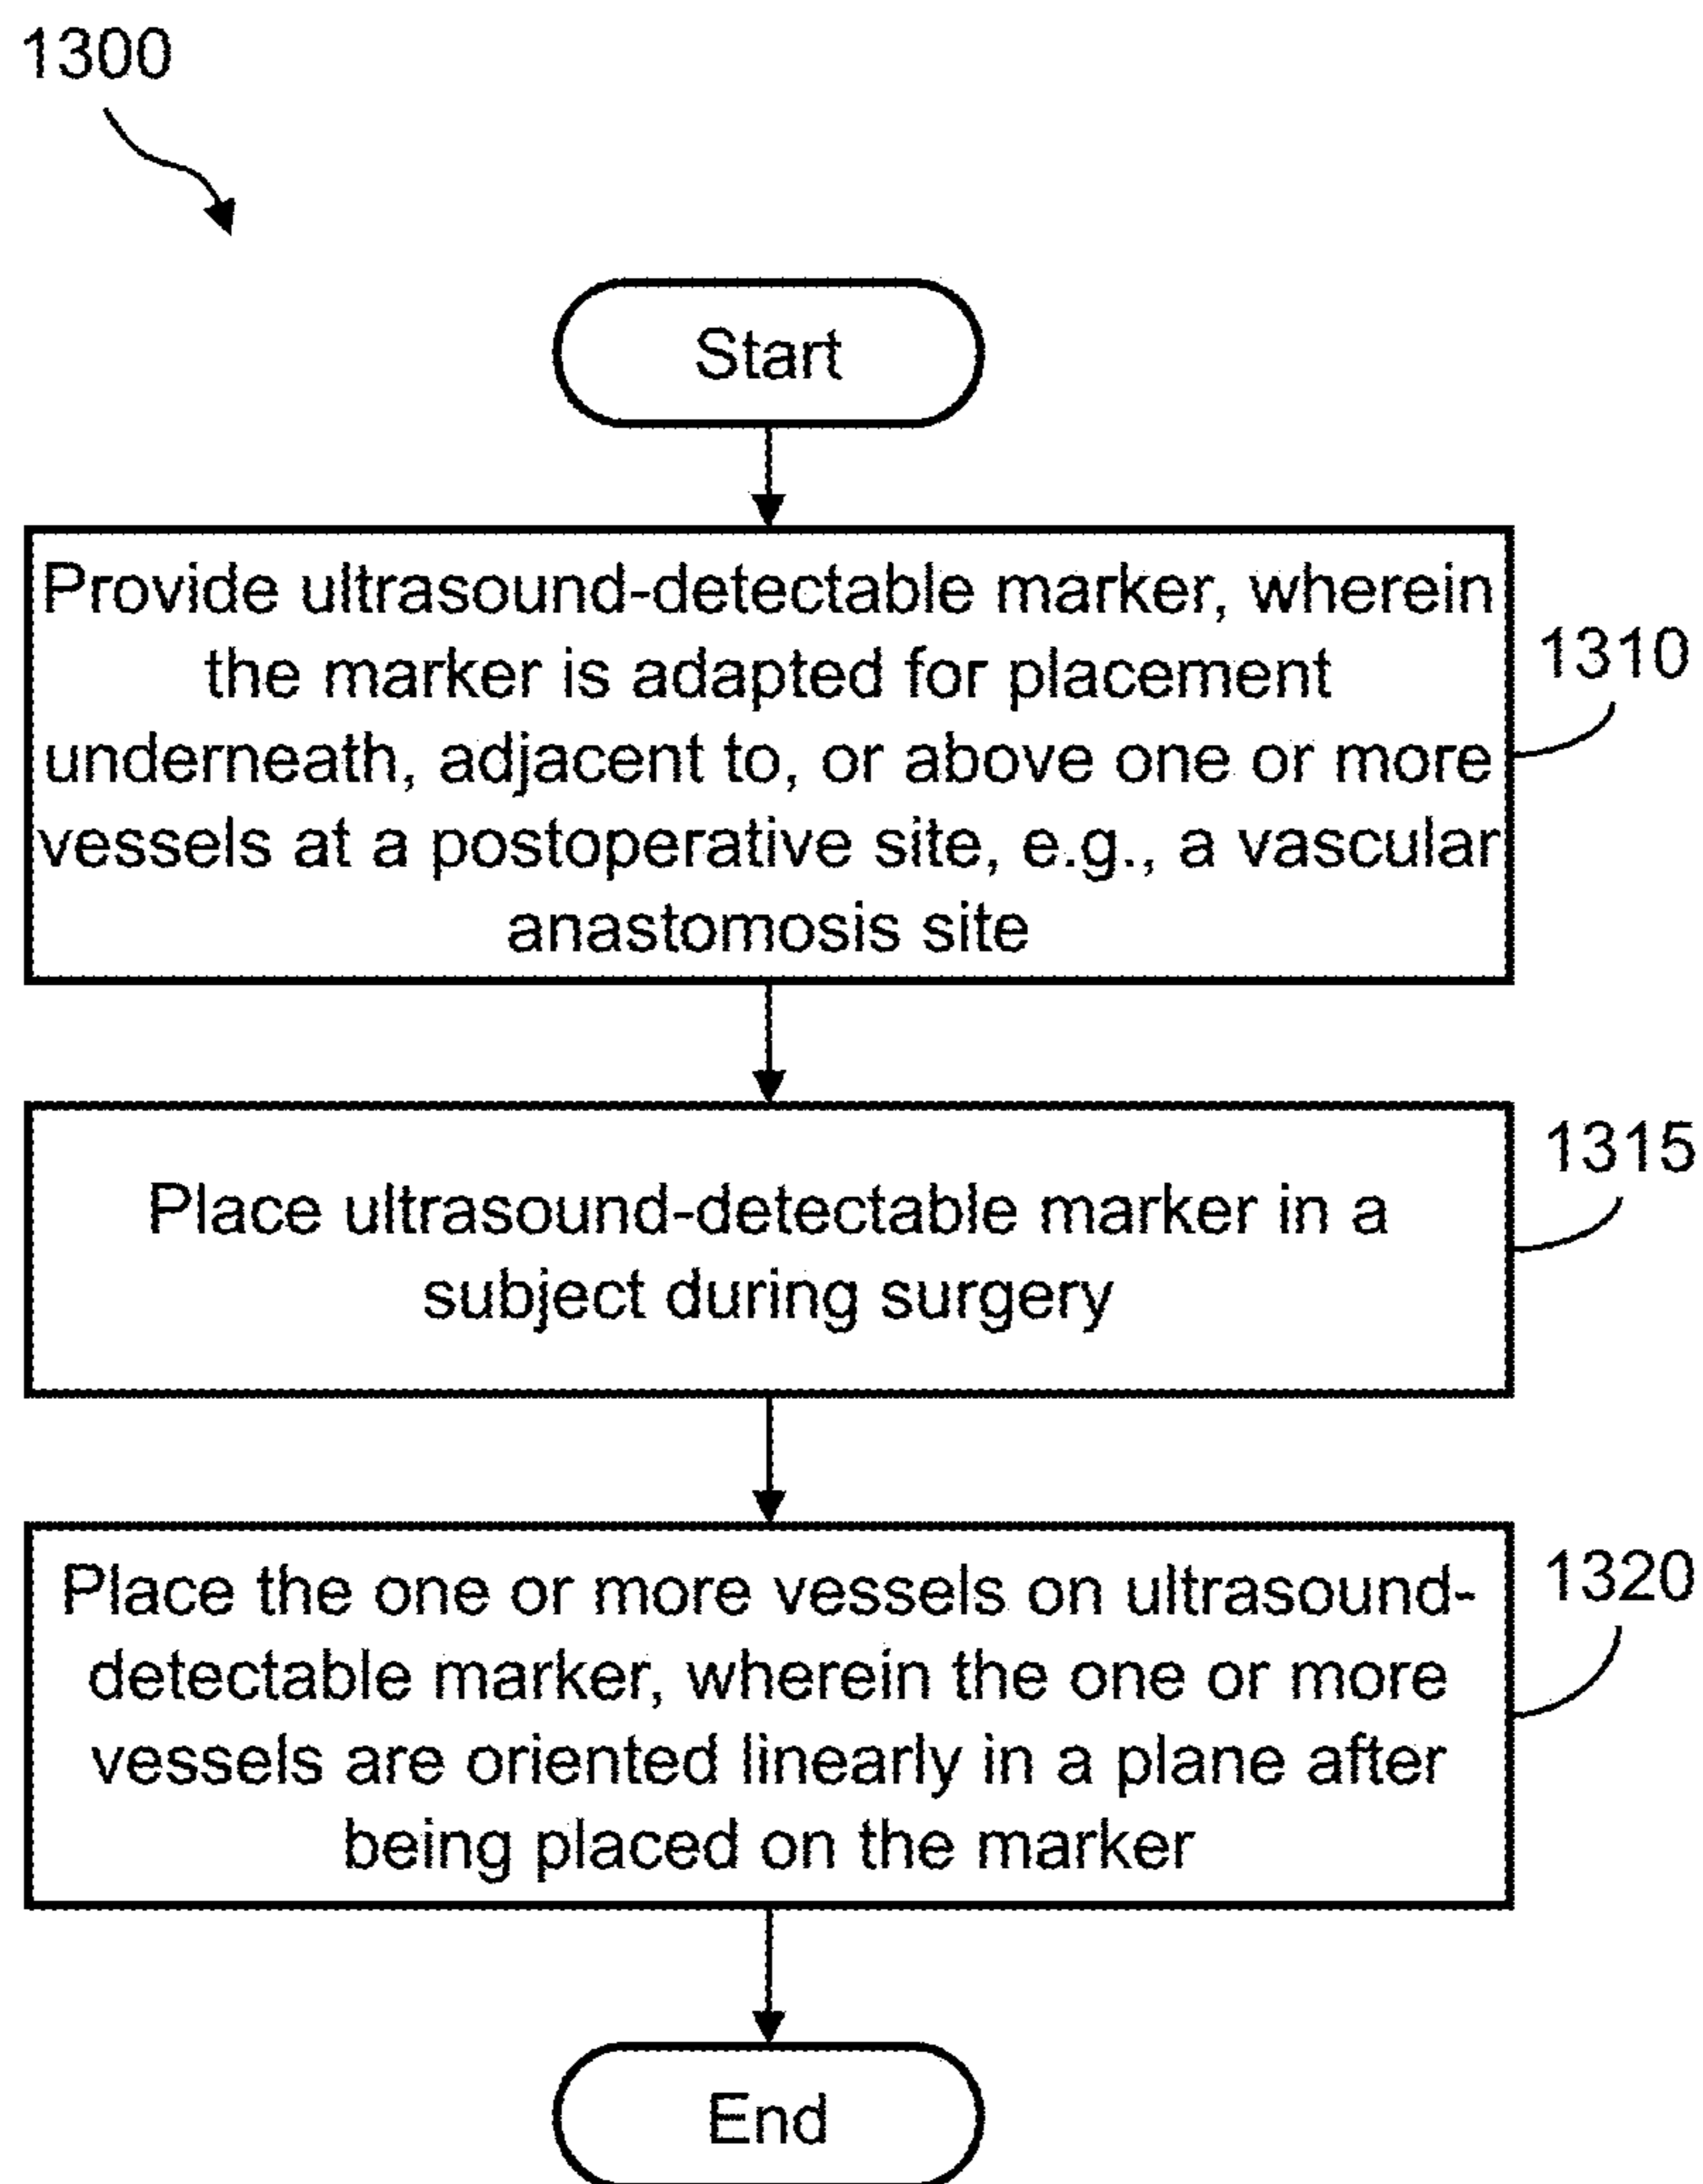 1300
Start
Provide ultrasound-detectable marker, wherein
the marker is adapted for placement
underneath, adjacent to, or above one or more
vessels at a postoperative site, e.g., a vascular
anastomosis site
1310
Place ultrasound-detectable marker in a
subject during surgery
1315
Place the one or more vessels on ultrasound-
detectable marker, wherein the one or more
vessels are oriented linearly in a plane after
being placed on the marker
1320
End